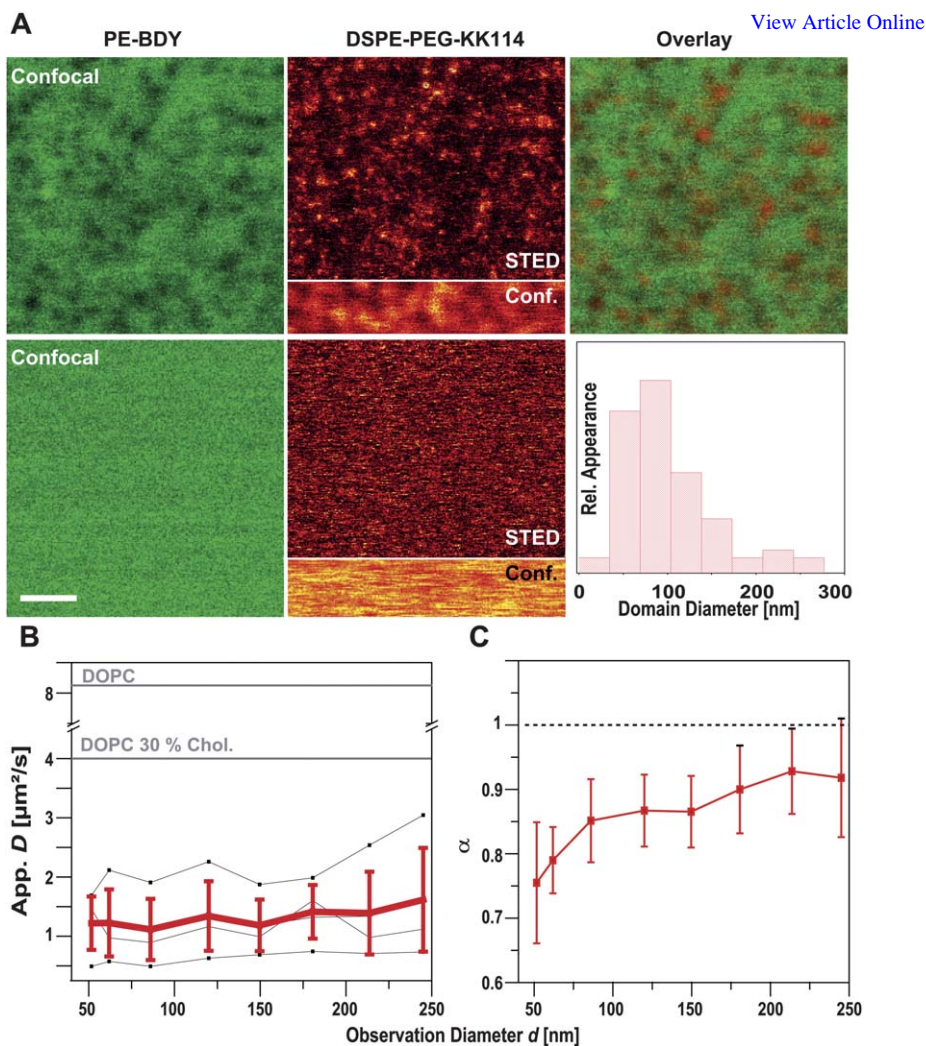 View Article Online
A
PE-BDY
DSPE-PEG-KK114
Overlay
Confocal
STED
Conf.
Confocal
STED
Conf.
Rel. Appearance
0
100
200
300
Domain Diameter [nm]
B
C
DOPC
DOPC 30 % Chol.
App. D [µm²/s]
8
4
3
2
1
50
100
150
200
250
α
1
0.9
0.8
0.7
0.6
50
100
150
200
250
Observation Diameter d [nm]